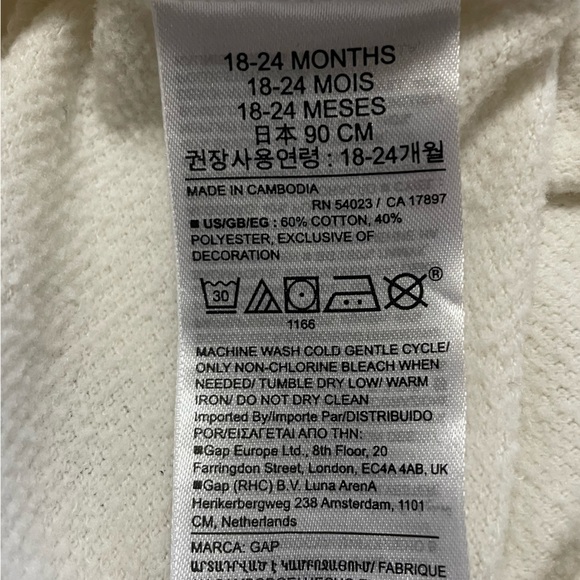 18-24 MONTHS
18-24 MOIS
18-24 MESES
日本 90 CM
권장사용연령 : 18-24개월
MADE IN CAMBODIA
RN 54023 / CA 17897
■ US/GB/EG : 60% COTTON, 40%
POLYESTER, EXCLUSIVE OF
DECORATION
30
®
1166
MACHINE WASH COLD GENTLE CYCLE/
ONLY NON-CHLORINE BLEACH WHEN
NEEDED/ TUMBLE DRY LOW/ WARM
IRON/ DO NOT DRY CLEAN
Imported By/Importe Par/DISTRIBUIDO
POR/ΕΙΣΑΓΕΤΑΙ ΑΠΟ ΤΗΝ:
■Gap Europe Ltd., 8th Floor, 20
Farringdon Street, London, EC4A 4AB, UK
■Gap (RHC) B.V. Luna ArenA
Henkerbergweg 238 Amsterdam, 1101
CM, Netherlands
MARCA: GAP
ԱՐՏԱԴՐՎԱԾ Է ԿԱՄԲՈՋԱՅՈՒՄ/ FABRIQUE